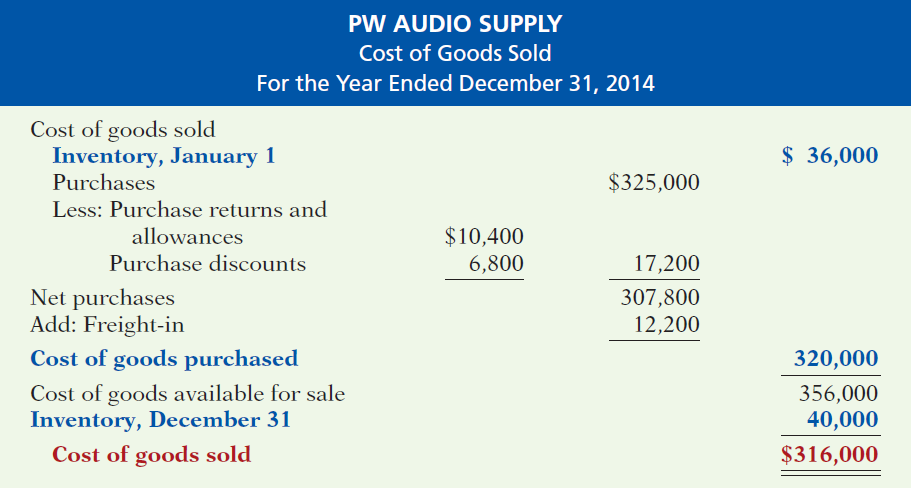 PW AUDIO SUPPLY
Cost of Goods Sold
For the Year Ended December 31, 2014
Cost of goods sold
Inventory, January 1 $ 36,000
Purchases $325,000
Less: Purchase returns and
allowances $10,400
Purchase discounts 6,800 17,200
Net purchases 307,800
Add: Freight-in 12,200
Cost of goods purchased 320,000
Cost of goods available for sale 356,000
Inventory, December 31 40,000
Cost of goods sold $316,000